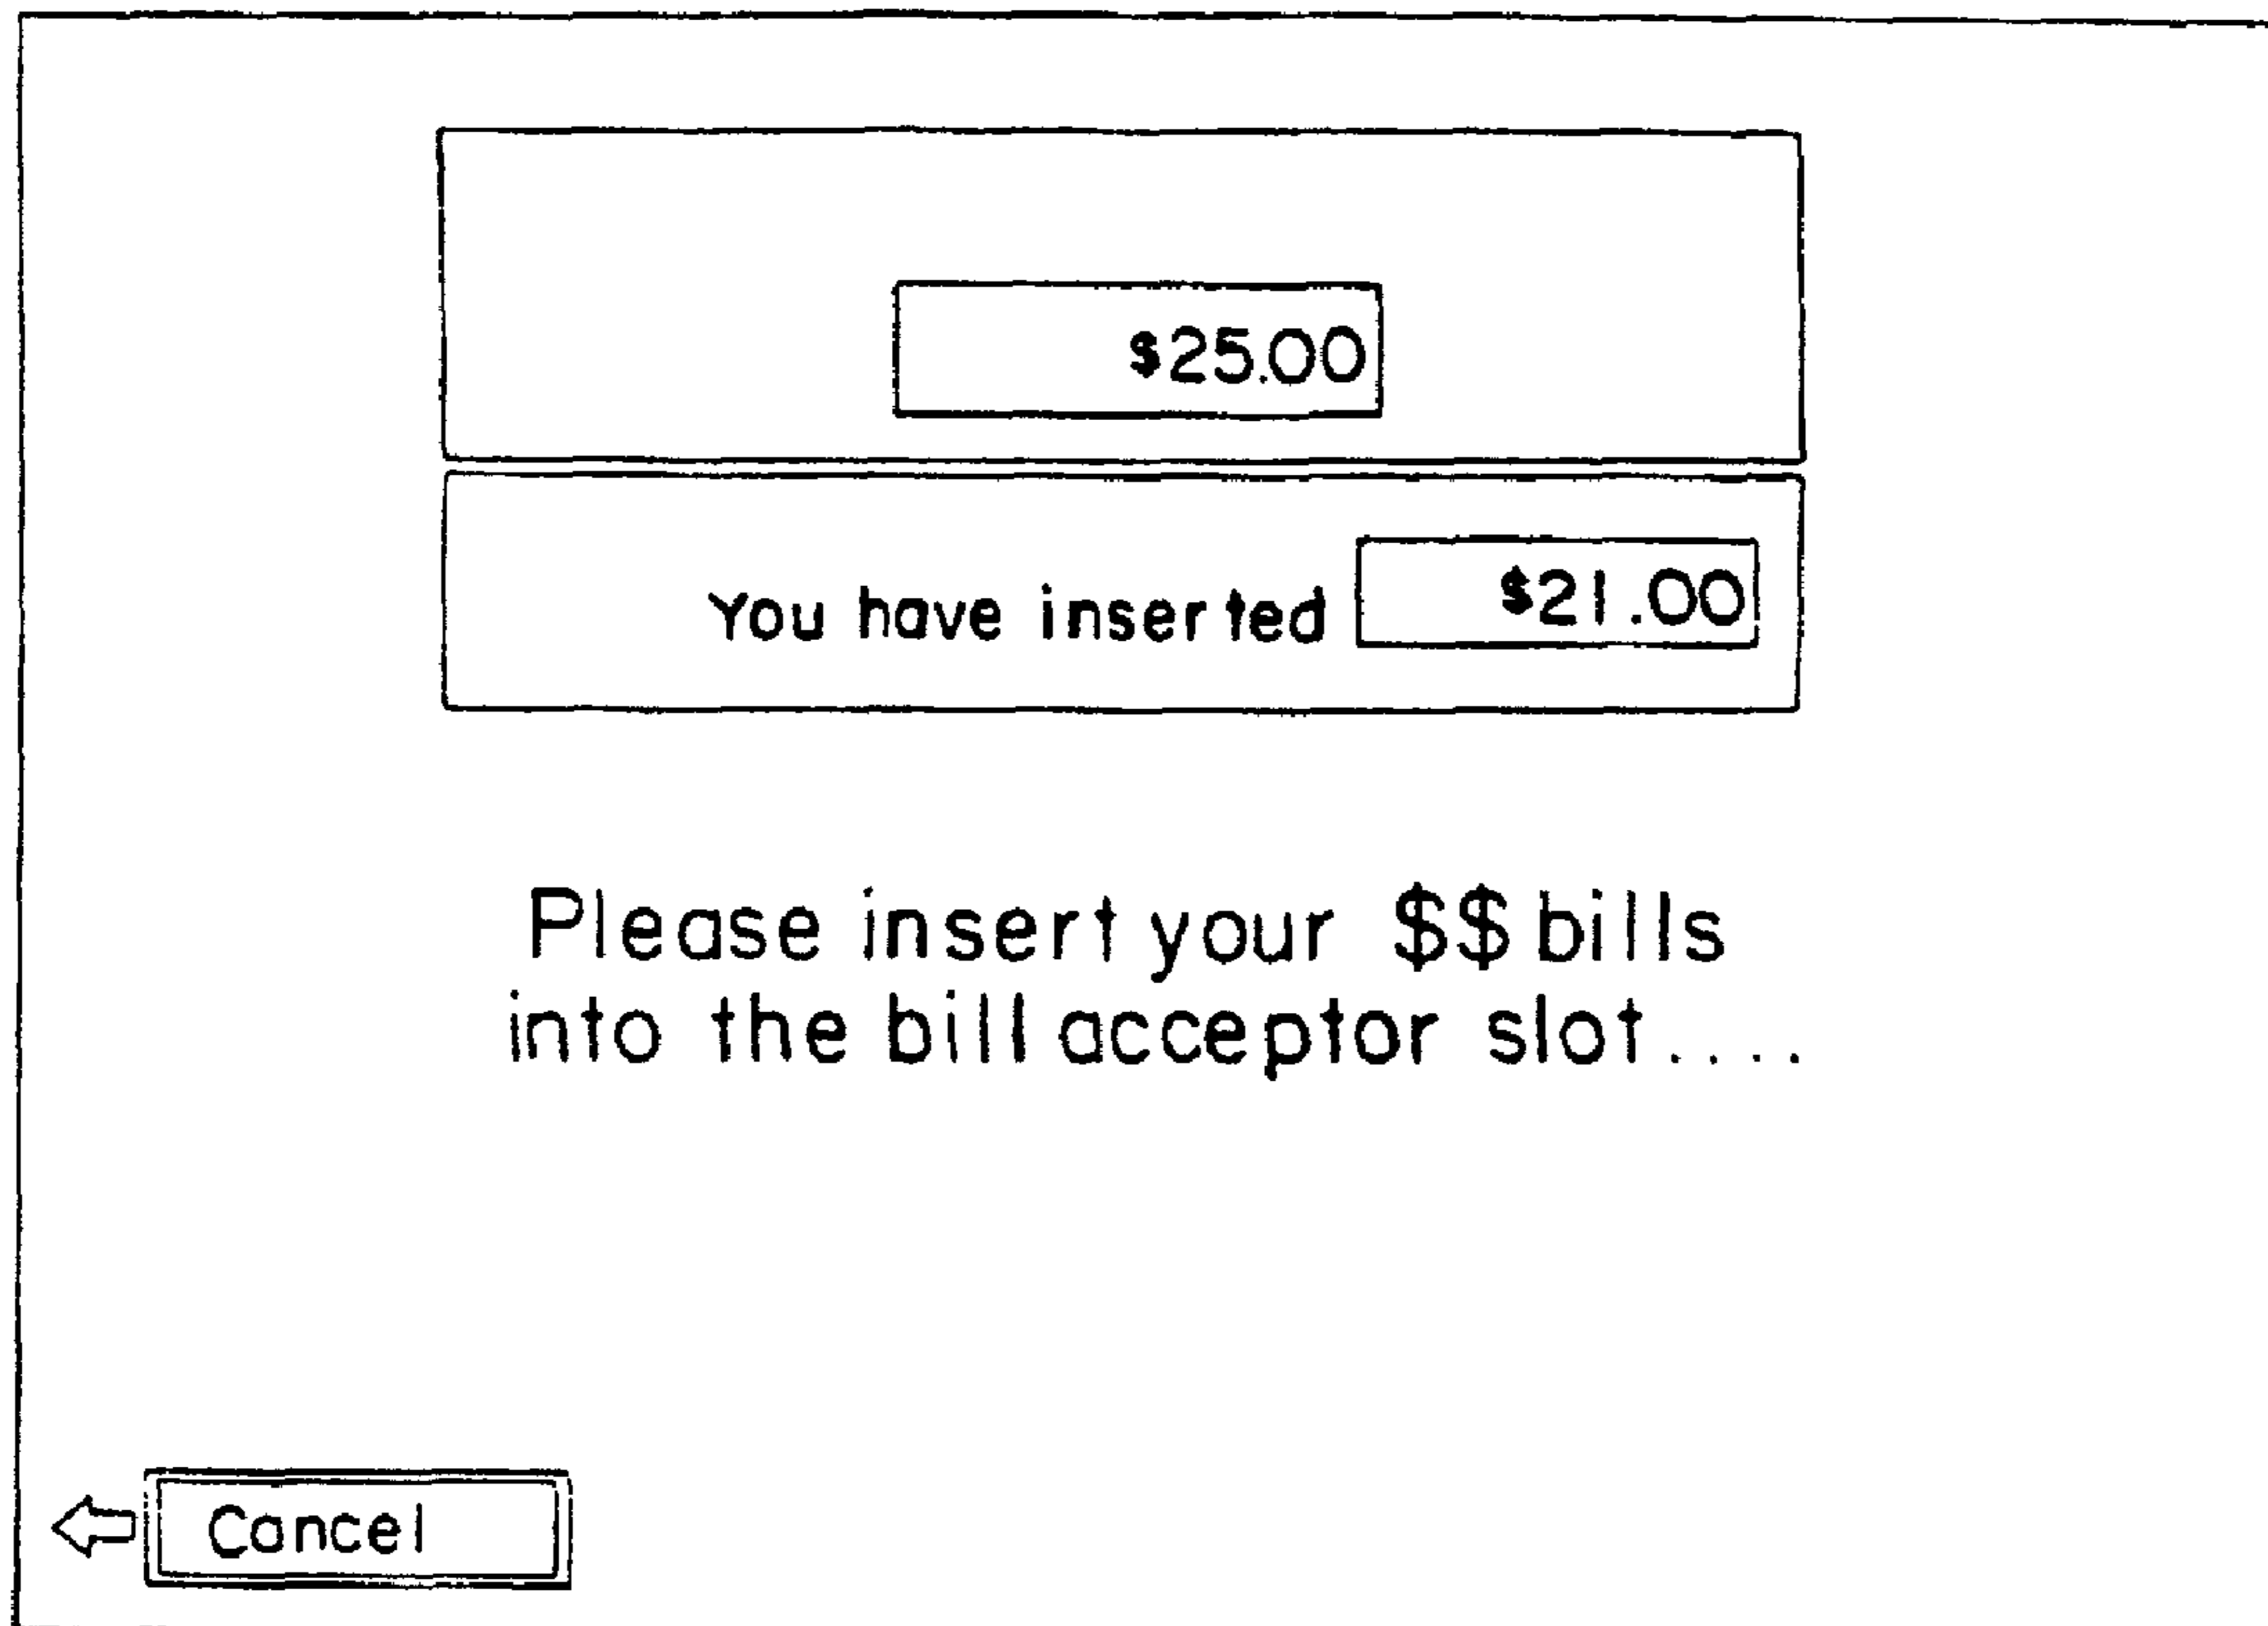 $25.00
You have inserted $21.00
Please insert your $$ bills
into the bill acceptor slot....
Cancel